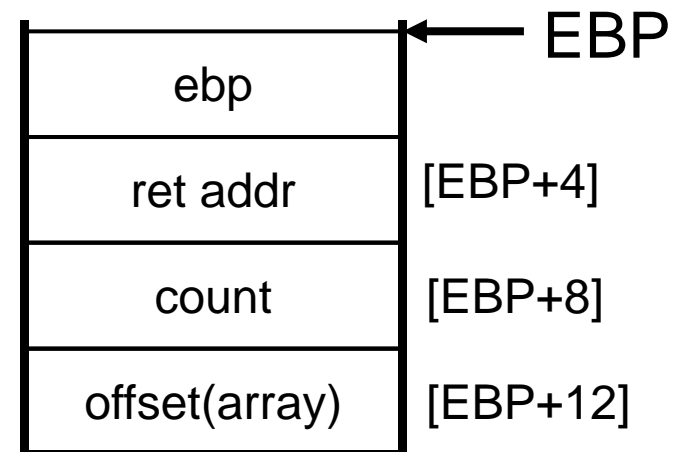 EBP
ebp
ret addr [EBP+4]
count [EBP+8]
offset(array) [EBP+12]